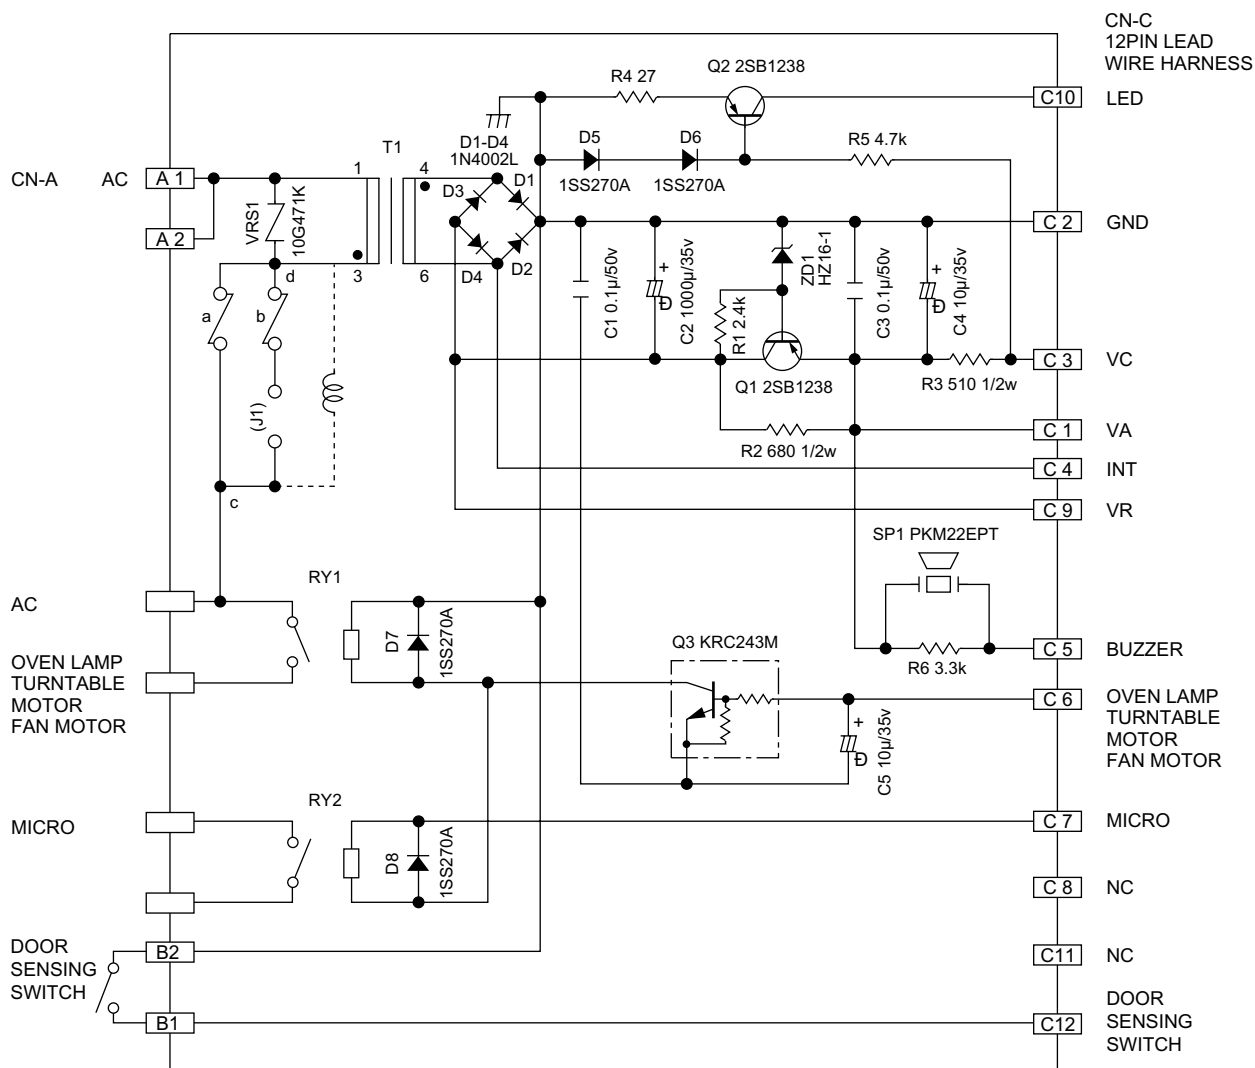 CN-C
12PIN LEAD
WIRE HARNESS
Q2 2SB1238
R4 27
C10
LED
D1-D4
1N4002L
D5
D6
R5 4.7k
T1
1SS270A
1SS270A
CN-A
AC
A 1
1
4
D3
D1
VRS1
10G471K
A 2
C 2
GND
3
6
D4
D2
d
a
b
C1 0.1µ/50v
+
Đ
C2 1000µ/35v
ZD1
HZ16-1
R1 2.4k
C3 0.1µ/50v
+
Đ
C4 10µ/35v
C 3
VC
Q1 2SB1238
R3 510 1/2w
(J1)
C 1
VA
R2 680 1/2w
C 4
INT
c
C 9
VR
SP1 PKM22EPT
RY1
AC
D7
1SS270A
Q3 KRC243M
C 5
BUZZER
R6 3.3k
OVEN LAMP
TURNTABLE
MOTOR
FAN MOTOR
C 6
OVEN LAMP
TURNTABLE
MOTOR
FAN MOTOR
+
Đ
C5 10µ/35v
RY2
MICRO
D8
1SS270A
C 7
MICRO
C 8
NC
DOOR
SENSING
SWITCH
B2
C11
NC
B1
C12
DOOR
SENSING
SWITCH